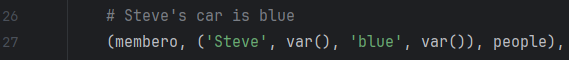 26 # Steve's car is blue
27 (membero, ('Steve', var(), 'blue', var()), people),